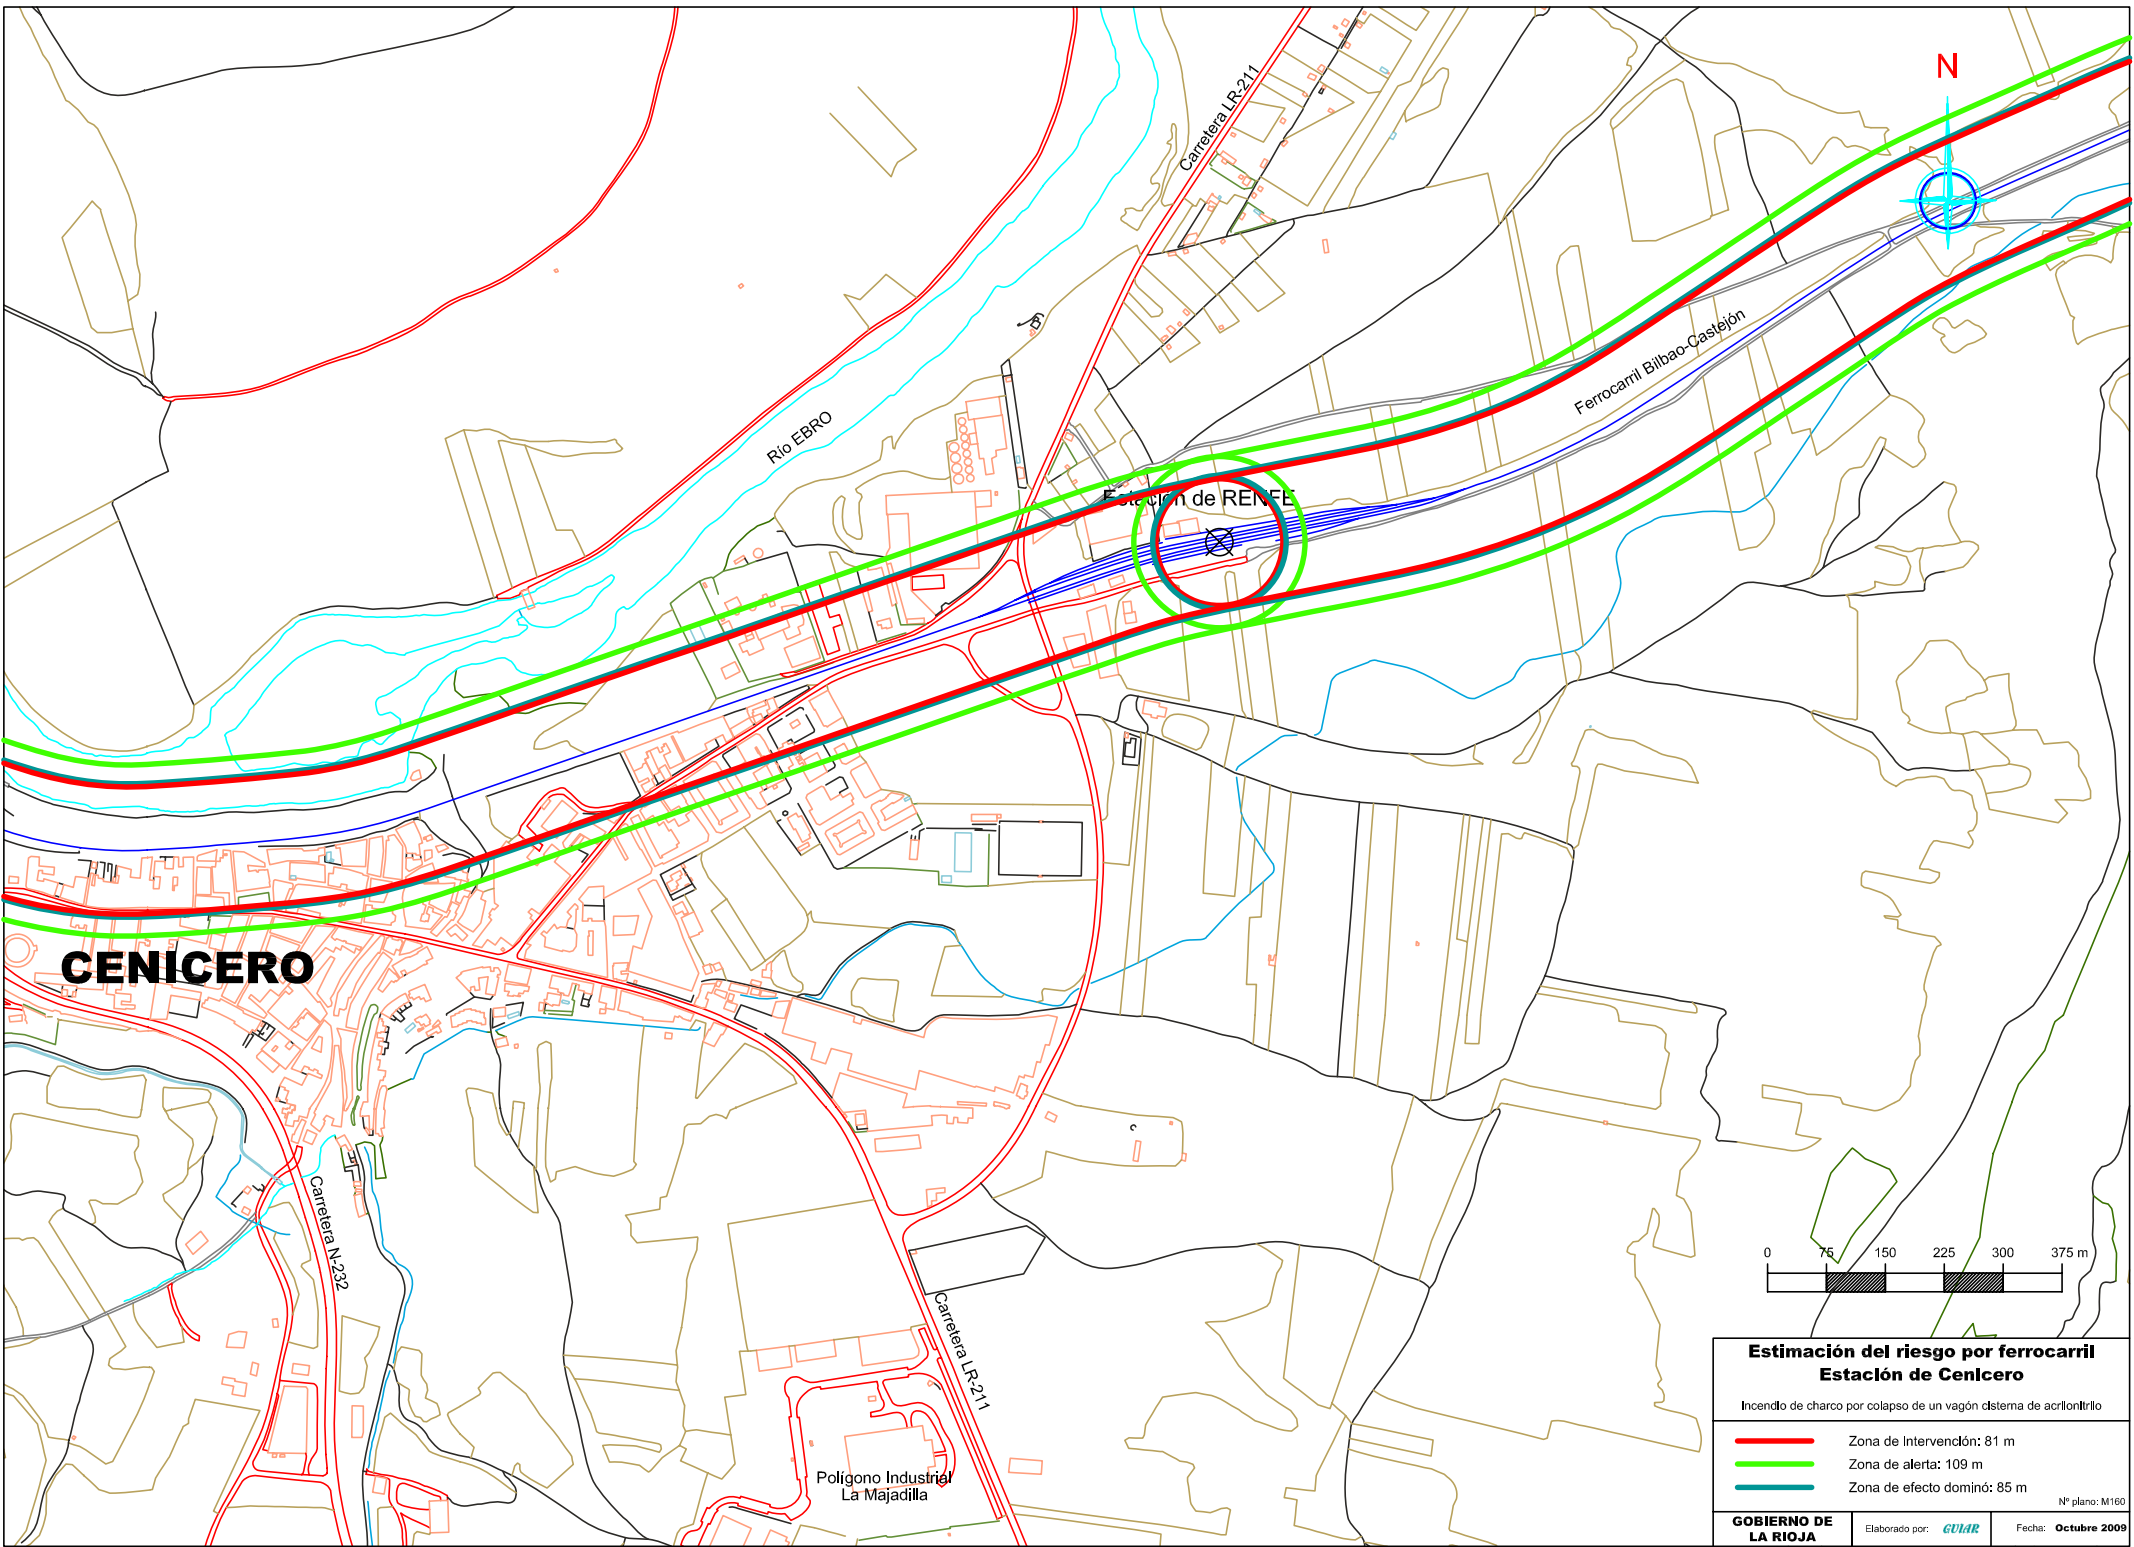 N
Carretera LR-211
Río EBRO
Ferrocarril Bilbao-Castejón
Estación de RENFE
CENICERO
Carretera N-232
Carretera LR-211
Polígono Industrial
La Majadilla
0 75 150 225 300 375 m
Estimación del riesgo por ferrocarril
Estación de Cenicero
Incendio de charco por colapso de un vagón cisterna de acrilonitrilo
Zona de Intervención: 81 m
Zona de alerta: 109 m
Zona de efecto dominó: 85 m
Nº plano: M160
GOBIERNO DE
LA RIOJA
Elaborado por: GUIAR
Fecha: Octubre 2009